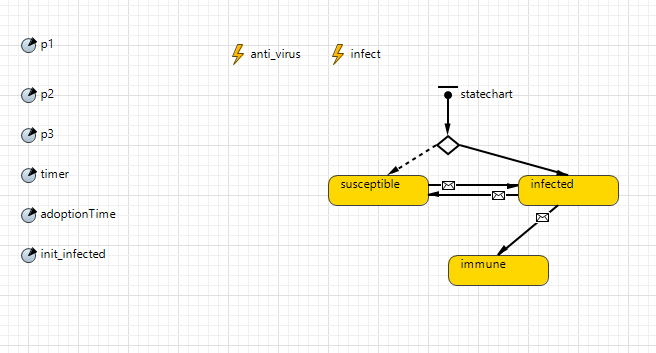 p1
anti_virus
infect
p2
statechart
p3
timer
susceptible
infected
adoptionTime
init_infected
immune